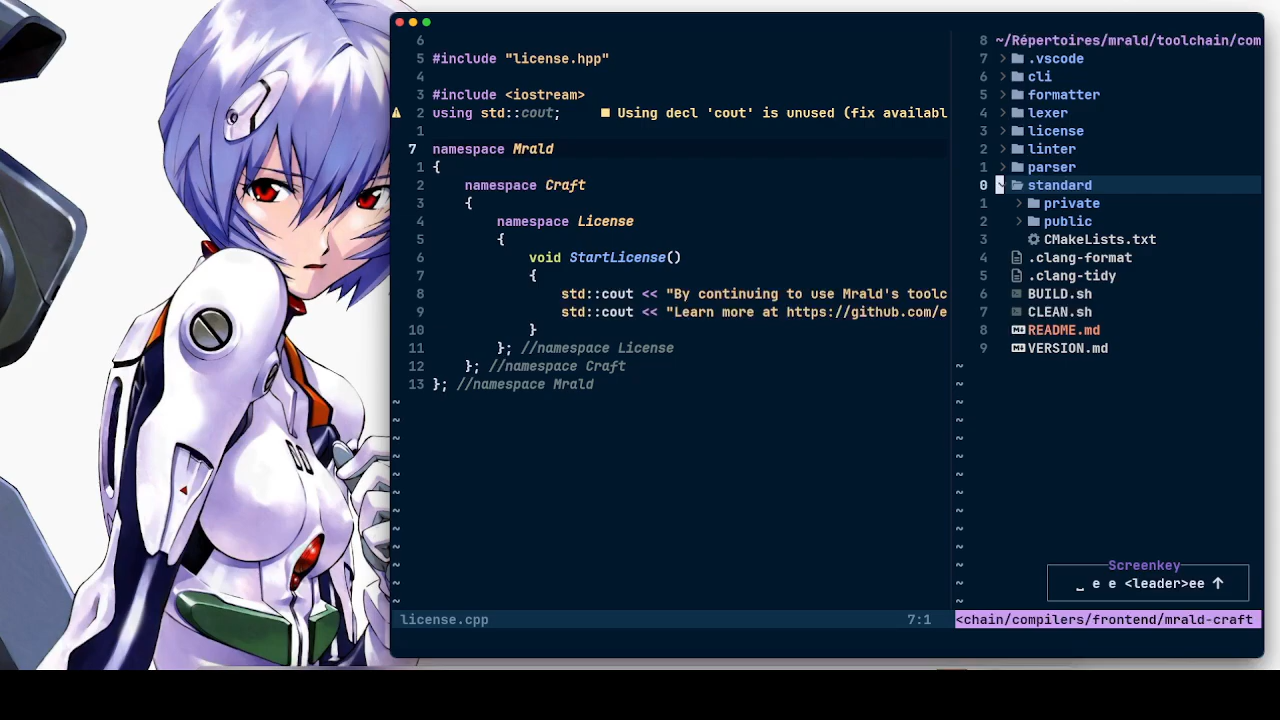 6
5 #include "license.hpp"
4
3 #include <iostream>
2 using std::cout; ■ Using decl 'cout' is unused (fix availabl
1
7 namespace Mrald
1 {
2 namespace Craft
3 {
4 namespace License
5 {
6 void StartLicense()
7 {
8 std::cout << "By continuing to use Mrald's toolc
9 std::cout << "Learn more at https://github.com/e
10 }
11 }; //namespace License
12 }; //namespace Craft
13 }; //namespace Mrald
~
~
~
~
~
~
~
~
~
~
~
~
license.cpp 7:1
8 ~/Répertoires/mrald/toolchain/com
7 > .vscode
6 > cli
5 > formatter
4 > lexer
3 > license
2 > linter
1 > parser
0 standard
1 > private
2 > public
3 CMakeLists.txt
4 .clang-format
5 .clang-tidy
6 BUILD.sh
7 CLEAN.sh
8 README.md
9 VERSION.md
~
~
~
~
~
~
~
~
~
~
~
~
~
~
Screenkey
␣ e e <leader>ee ↑
<chain/compilers/frontend/mrald-craft
00